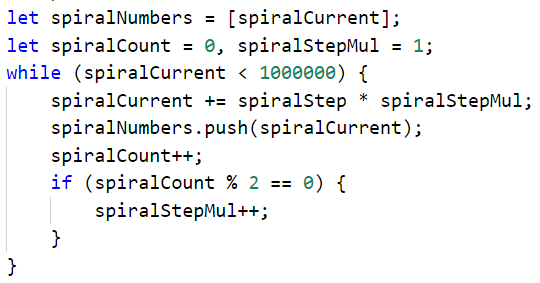 let spiralNumbers = [spiralCurrent];
let spiralCount = 0, spiralStepMul = 1;
while (spiralCurrent < 1000000) {
    spiralCurrent += spiralStep * spiralStepMul;
    spiralNumbers.push(spiralCurrent);
    spiralCount++;
    if (spiralCount % 2 == 0) {
        spiralStepMul++;
    }
}